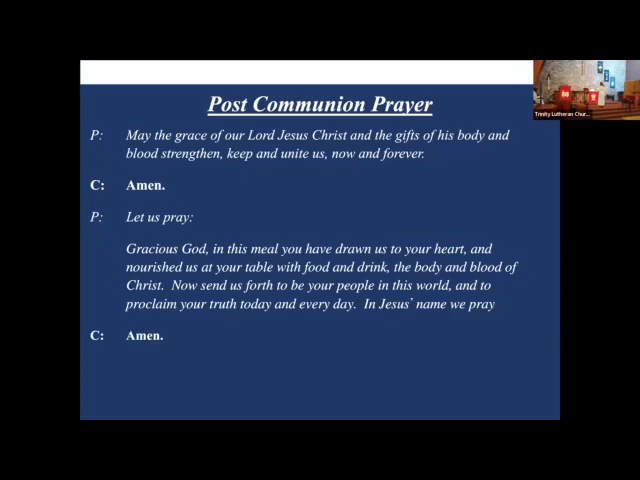 Post Communion Prayer
Trinity Lutheran Chur...
P: May the grace of our Lord Jesus Christ and the gifts of his body and
blood strengthen, keep and unite us, now and forever.
C: Amen.
P: Let us pray:
Gracious God, in this meal you have drawn us to your heart, and
nourished us at your table with food and drink, the body and blood of
Christ.  Now send us forth to be your people in this world, and to
proclaim your truth today and every day.  In Jesus’ name we pray
C: Amen.